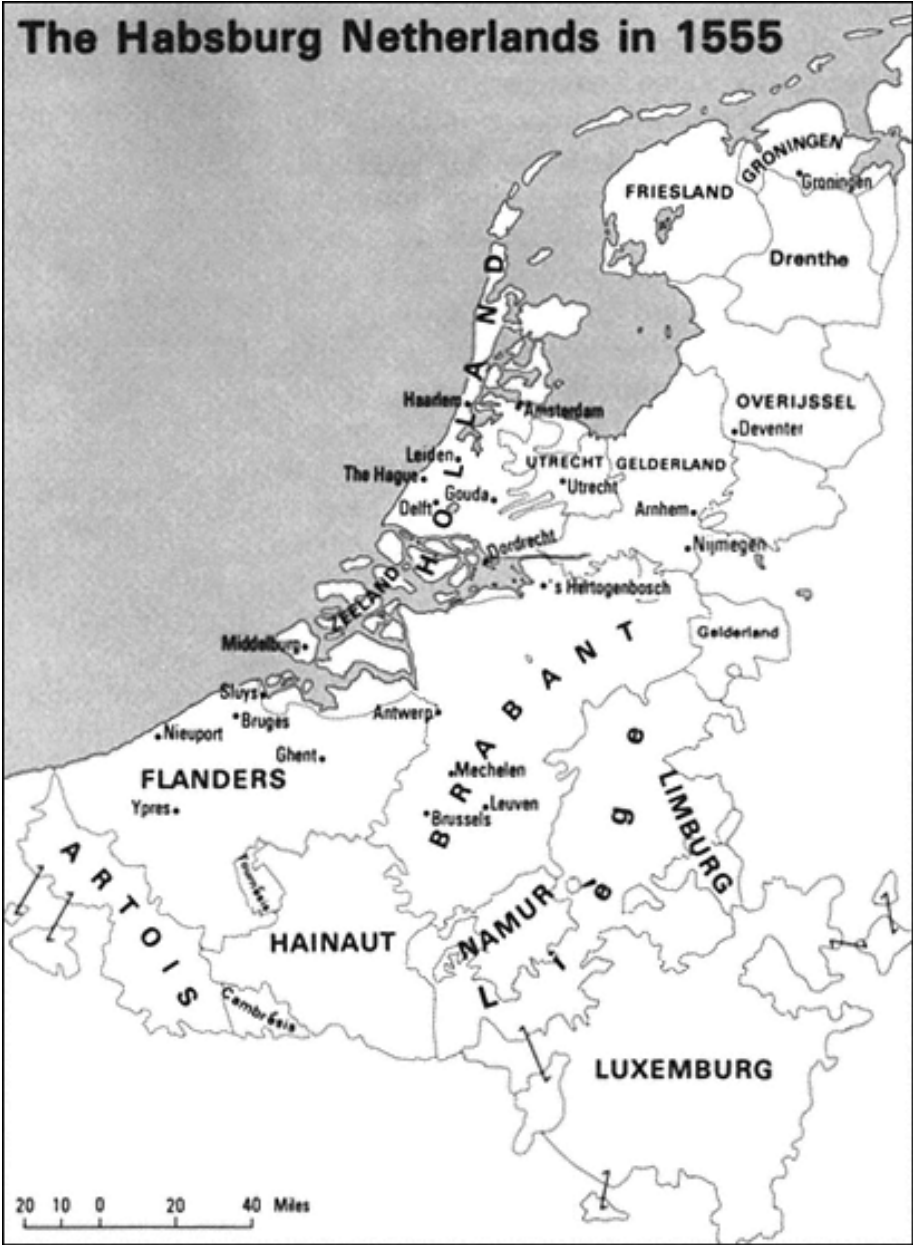 The Habsburg Netherlands in 1555
GRONINGEN
Groningen
FRIESLAND
Drenthe
HOLLAND
Haarlem
Amsterdam
OVERIJSSEL
Deventer
Leiden
UTRECHT
GELDERLAND
The Hague
Utrecht
Gouda
Delft
Arnhem
Dordrecht
Nijmegen
's Hertogenbosch
ZEELAND
Gelderland
Middelburg
BRABANT
Sluys
Bruges
Antwerp
Nieuport
Ghent
FLANDERS
Mechelen
Ypres
Leuven
Brussels
Liège
LIMBURG
ARTOIS
Tournésis
NAMUR
HAINAUT
Cambrésis
LUXEMBURG
20 10 0 20 40 Miles